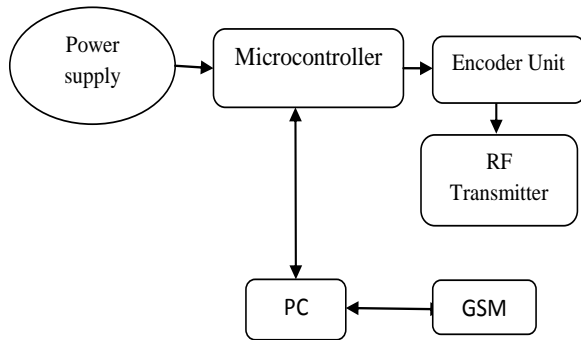 Power
supply
Microcontroller
Encoder Unit
RF
Transmitter
PC
GSM